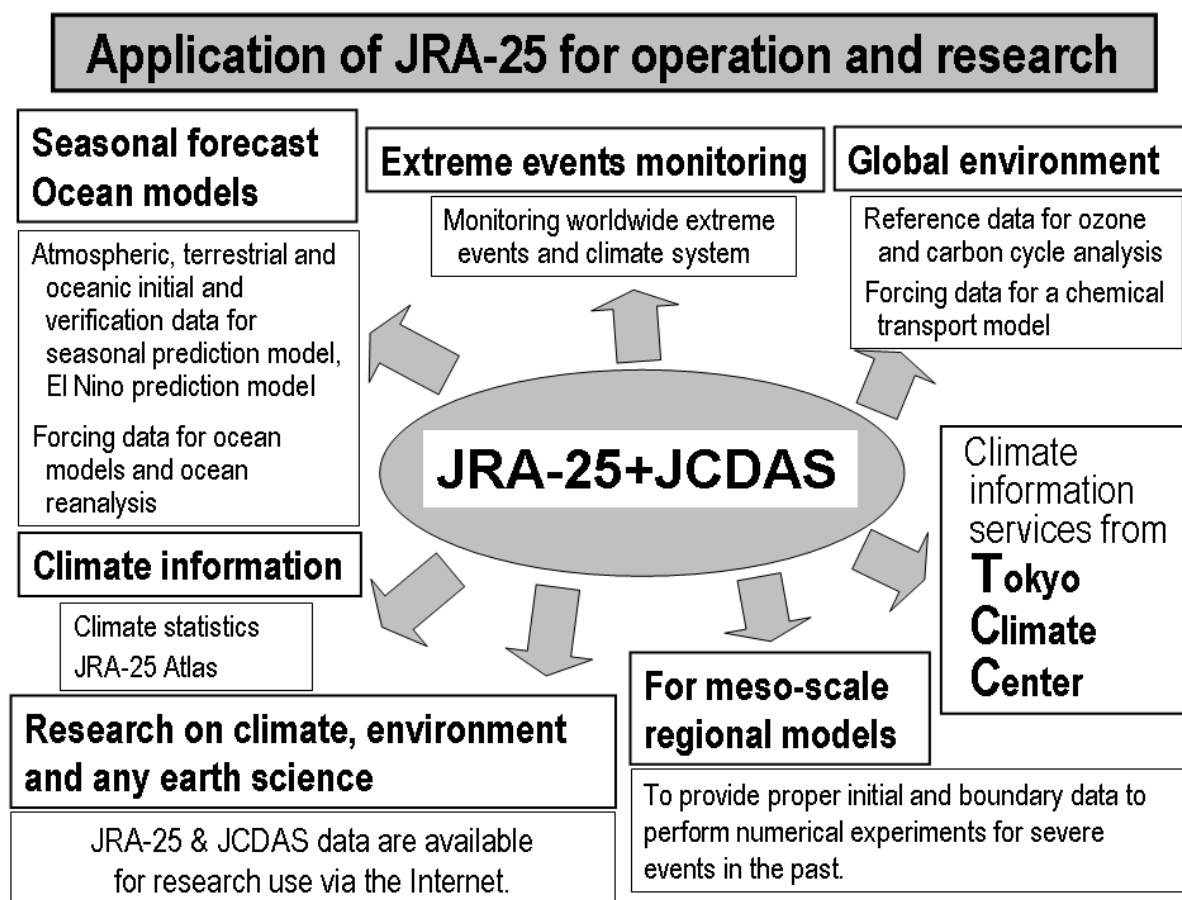 Application of JRA-25 for operation and research
Seasonal forecast
Ocean models
Atmospheric, terrestrial and
oceanic initial and
verification data for
seasonal prediction model,
El Nino prediction model
Forcing data for ocean
models and ocean
reanalysis
Extreme events monitoring
Monitoring worldwide extreme
events and climate system
Global environment
Reference data for ozone
and carbon cycle analysis
Forcing data for a chemical
transport model
JRA-25+JCDAS
Climate
information
services from
Tokyo
Climate
Center
Climate information
Climate statistics
JRA-25 Atlas
Research on climate, environment
and any earth science
JRA-25 & JCDAS data are available
for research use via the Internet.
For meso-scale
regional models
To provide proper initial and boundary data to
perform numerical experiments for severe
events in the past.